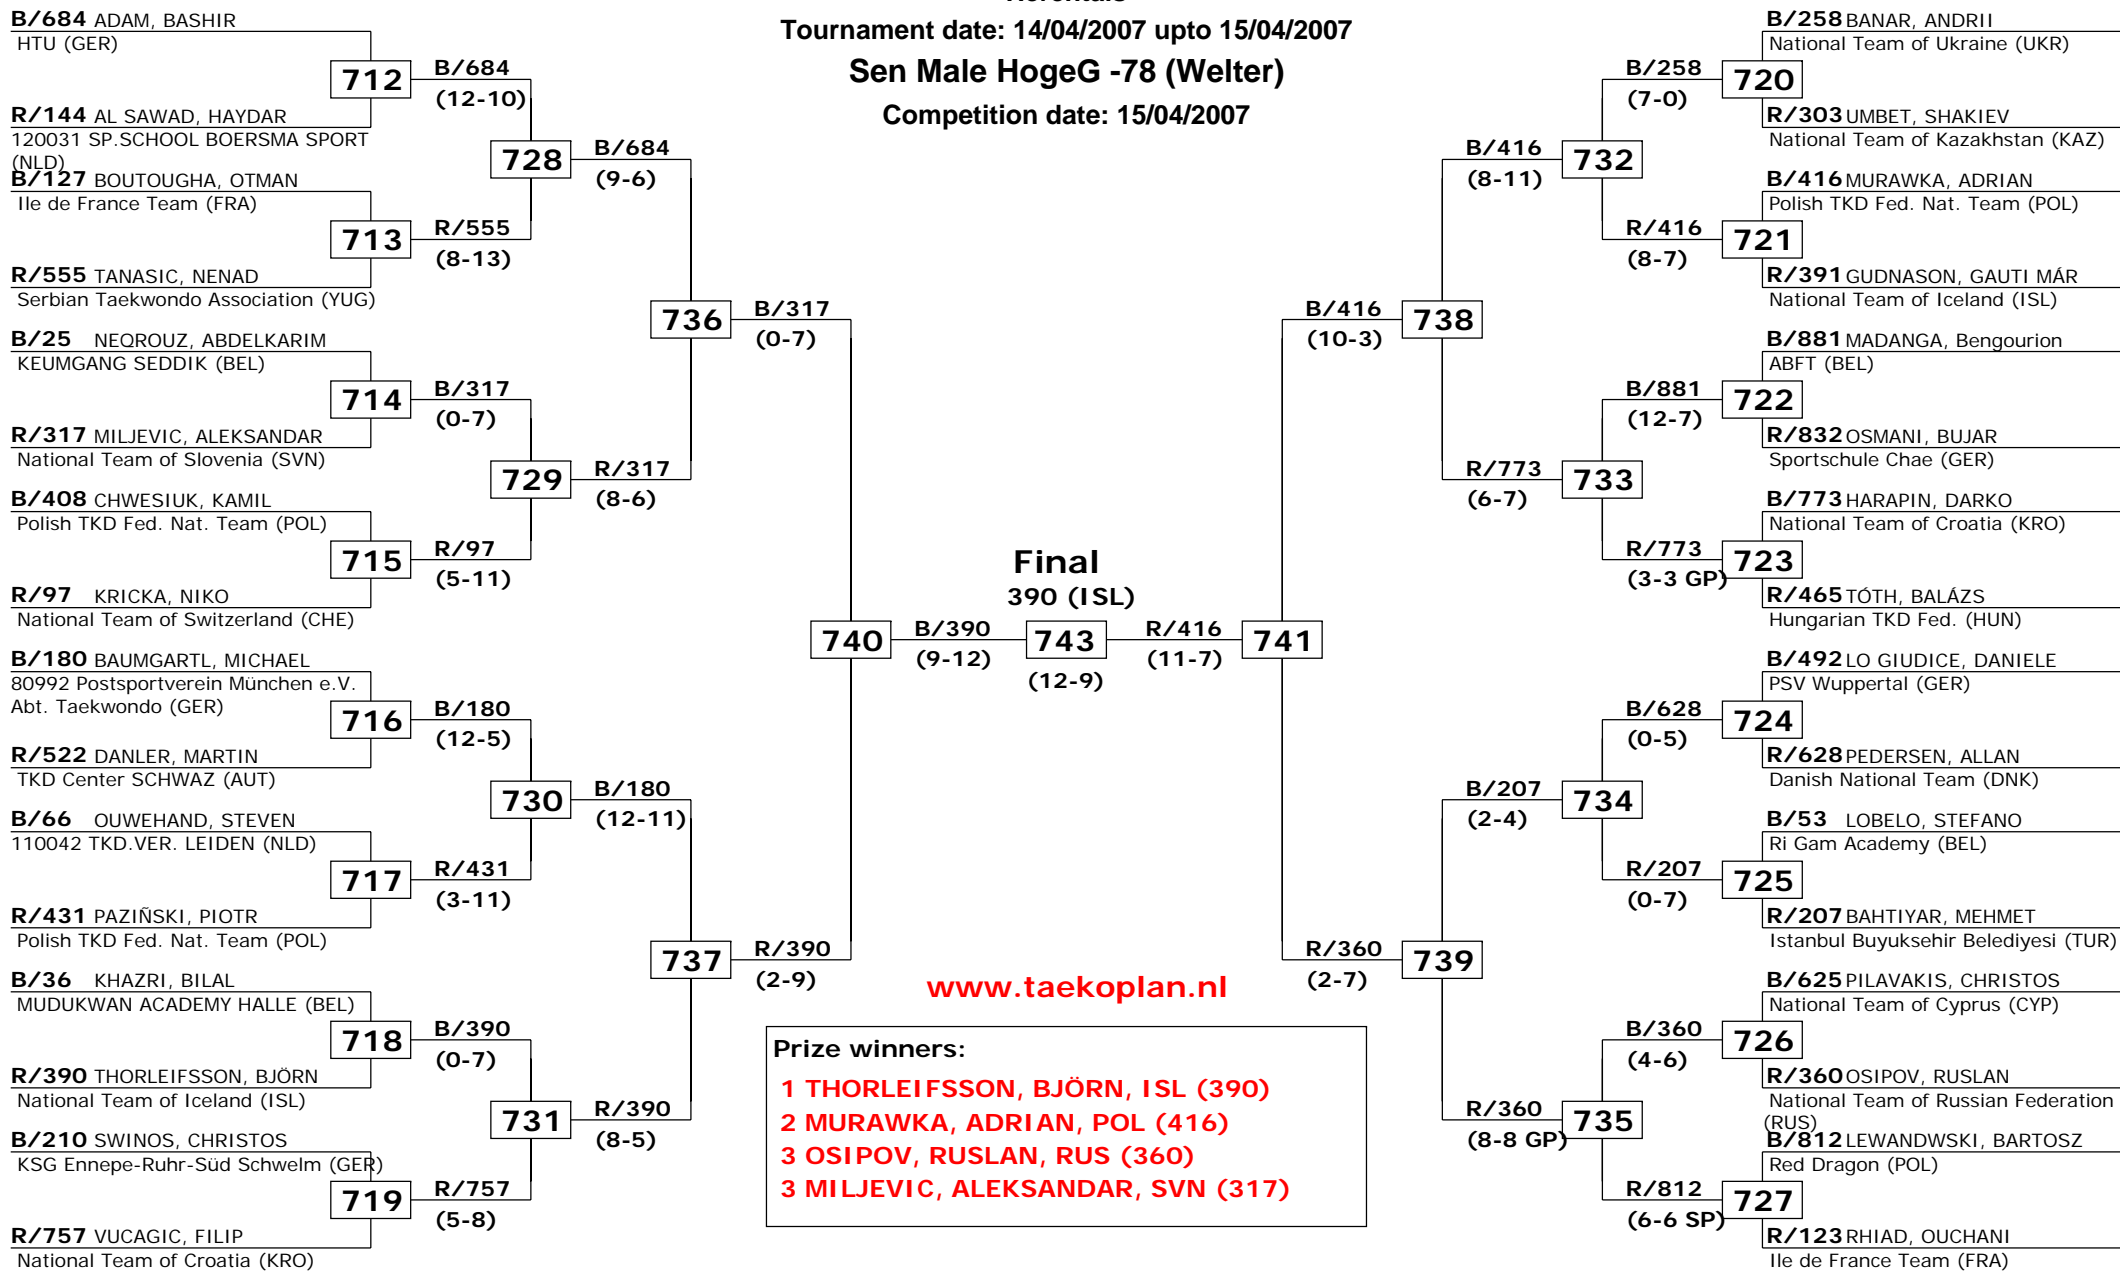 Tournament date: 14/04/2007 upto 15/04/2007
Sen Male HogeG -78 (Welter)
Competition date: 15/04/2007
B/684 ADAM, BASHIR
HTU (GER)
712
R/144 AL SAWAD, HAYDAR
120031 SP.SCHOOL BOERSMA SPORT
(NLD)
B/127 BOUTOUGHA, OTMAN
Ile de France Team (FRA)
713
R/555 TANASIC, NENAD
Serbian Taekwondo Association (YUG)
B/25 NEQROUZ, ABDELKARIM
KEUMGANG SEDDIK (BEL)
714
R/317 MILJEVIC, ALEKSANDAR
National Team of Slovenia (SVN)
B/408 CHWESIUK, KAMIL
Polish TKD Fed. Nat. Team (POL)
715
R/97 KRICKA, NIKO
National Team of Switzerland (CHE)
B/180 BAUMGARTL, MICHAEL
80992 Postsportverein München e.V.
Abt. Taekwondo (GER)
716
R/522 DANLER, MARTIN
TKD Center SCHWAZ (AUT)
B/66 OUWEHAND, STEVEN
110042 TKD.VER. LEIDEN (NLD)
717
R/431 PAZIÑSKI, PIOTR
Polish TKD Fed. Nat. Team (POL)
B/36 KHAZRI, BILAL
MUDUKWAN ACADEMY HALLE (BEL)
718
R/390 THORLEIFSSON, BJÖRN
National Team of Iceland (ISL)
B/210 SWINOS, CHRISTOS
KSG Ennepe-Ruhr-Süd Schwelm (GER)
719
R/757 VUCAGIC, FILIP
National Team of Croatia (KRO)
B/684
(12-10)
728
R/555
(8-13)
B/317
(0-7)
729
R/97
(5-11)
B/180
(12-5)
730
R/431
(3-11)
B/390
(0-7)
731
R/757
(5-8)
B/684
(9-6)
736
R/317
(8-6)
B/180
(12-11)
737
R/390
(8-5)
B/317
(0-7)
740
R/390
(2-9)
B/390
(9-12)
Final
390 (ISL)
743
(12-9)
R/416
(11-7)
741
B/416
(10-3)
738
R/360
(2-7)
739
B/416
(8-11)
732
R/773
(6-7)
733
B/207
(2-4)
734
R/360
(8-8 GP)
735
B/258
(7-0)
720
R/416
(8-7)
721
B/881
(12-7)
722
R/773
(3-3 GP)
723
B/628
(0-5)
724
R/207
(0-7)
725
B/360
(4-6)
726
R/812
(6-6 SP)
727
B/258 BANAR, ANDRII
National Team of Ukraine (UKR)
R/303 UMBET, SHAKIEV
National Team of Kazakhstan (KAZ)
B/416 MURAWKA, ADRIAN
Polish TKD Fed. Nat. Team (POL)
R/391 GUDNASON, GAUTI MÁR
National Team of Iceland (ISL)
B/881 MADANGA, Bengourion
ABFT (BEL)
R/832 OSMANI, BUJAR
Sportschule Chae (GER)
B/773 HARAPIN, DARKO
National Team of Croatia (KRO)
R/465 TÓTH, BALÁZS
Hungarian TKD Fed. (HUN)
B/492 LO GIUDICE, DANIELE
PSV Wuppertal (GER)
R/628 PEDERSEN, ALLAN
Danish National Team (DNK)
B/53 LOBELO, STEFANO
Ri Gam Academy (BEL)
R/207 BAHTIYAR, MEHMET
Istanbul Buyuksehir Belediyesi (TUR)
B/625 PILAVAKIS, CHRISTOS
National Team of Cyprus (CYP)
R/360 OSIPOV, RUSLAN
National Team of Russian Federation
(RUS)
B/812 LEWANDWSKI, BARTOSZ
Red Dragon (POL)
R/123 RHIAD, OUCHANI
Ile de France Team (FRA)
www.taekoplan.nl
Prize winners:
1 THORLEIFSSON, BJÖRN, ISL (390)
2 MURAWKA, ADRIAN, POL (416)
3 OSIPOV, RUSLAN, RUS (360)
3 MILJEVIC, ALEKSANDAR, SVN (317)